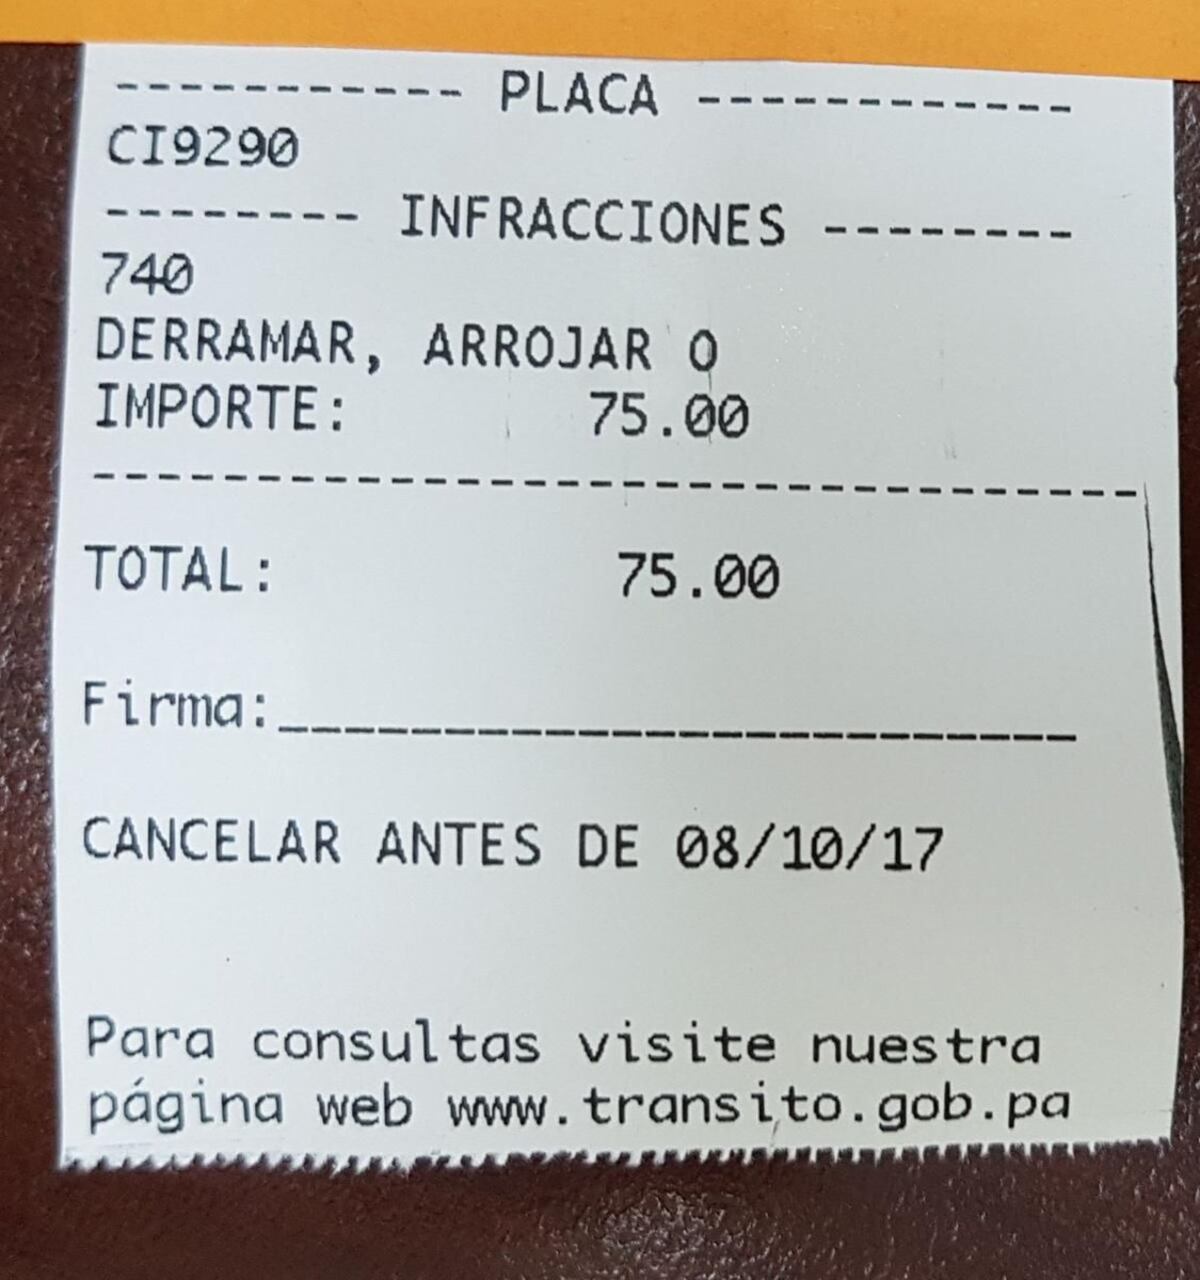 ----------- PLACA ------------
CI9290
-------- INFRACCIONES --------
740
DERRAMAR, ARROJAR O
IMPORTE: 75.00
--------------------------------
TOTAL: 75.00
Firma:________________________
CANCELAR ANTES DE 08/10/17
Para consultas visite nuestra
página web www.transito.gob.pa